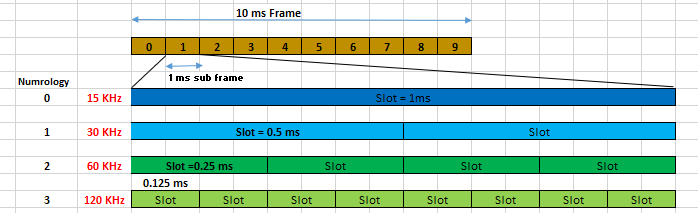 10 ms Frame
0 1 2 3 4 5 6 7 8 9
1 ms sub frame
Numrology
0 15 KHz Slot = 1ms
1 30 KHz Slot = 0.5 ms Slot
2 60 KHz Slot =0.25 ms Slot Slot Slot
0.125 ms
3 120 KHz Slot Slot Slot Slot Slot Slot Slot Slot